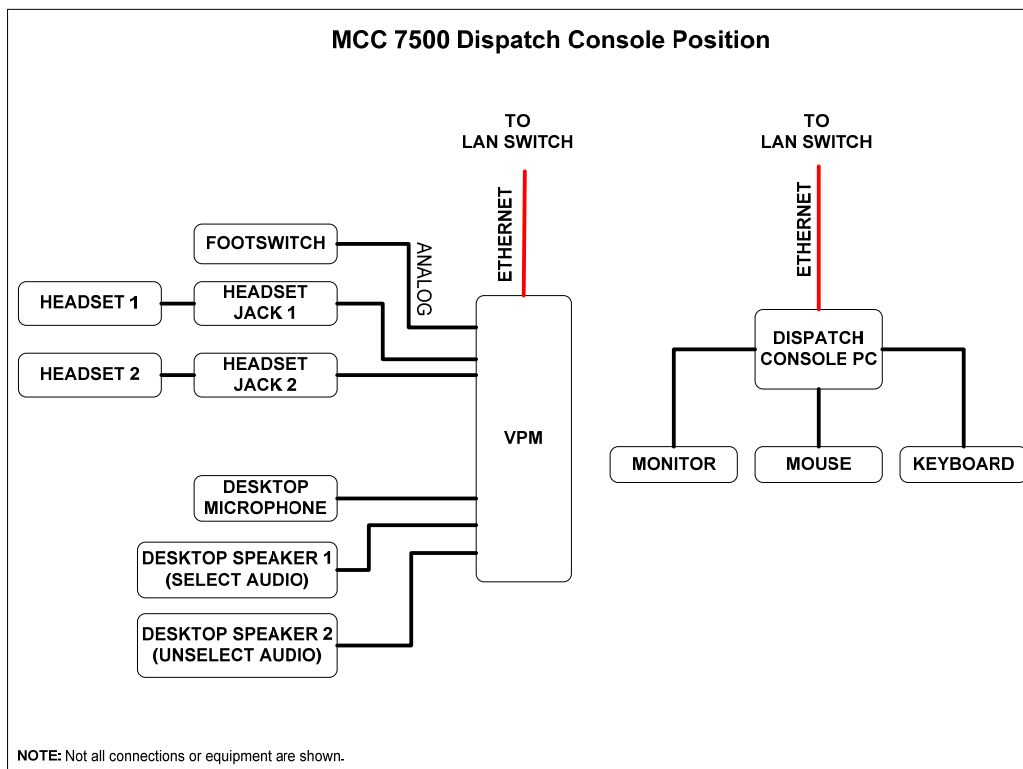 MCC 7500 Dispatch Console Position
TO
LAN SWITCH
TO
LAN SWITCH
ETHERNET
ETHERNET
FOOTSWITCH
ANALOG
HEADSET 1
HEADSET
JACK 1
HEADSET 2
HEADSET
JACK 2
VPM
DISPATCH
CONSOLE PC
MONITOR
MOUSE
KEYBOARD
DESKTOP
MICROPHONE
DESKTOP SPEAKER 1
(SELECT AUDIO)
DESKTOP SPEAKER 2
(UNSELECT AUDIO)
NOTE: Not all connections or equipment are shown.